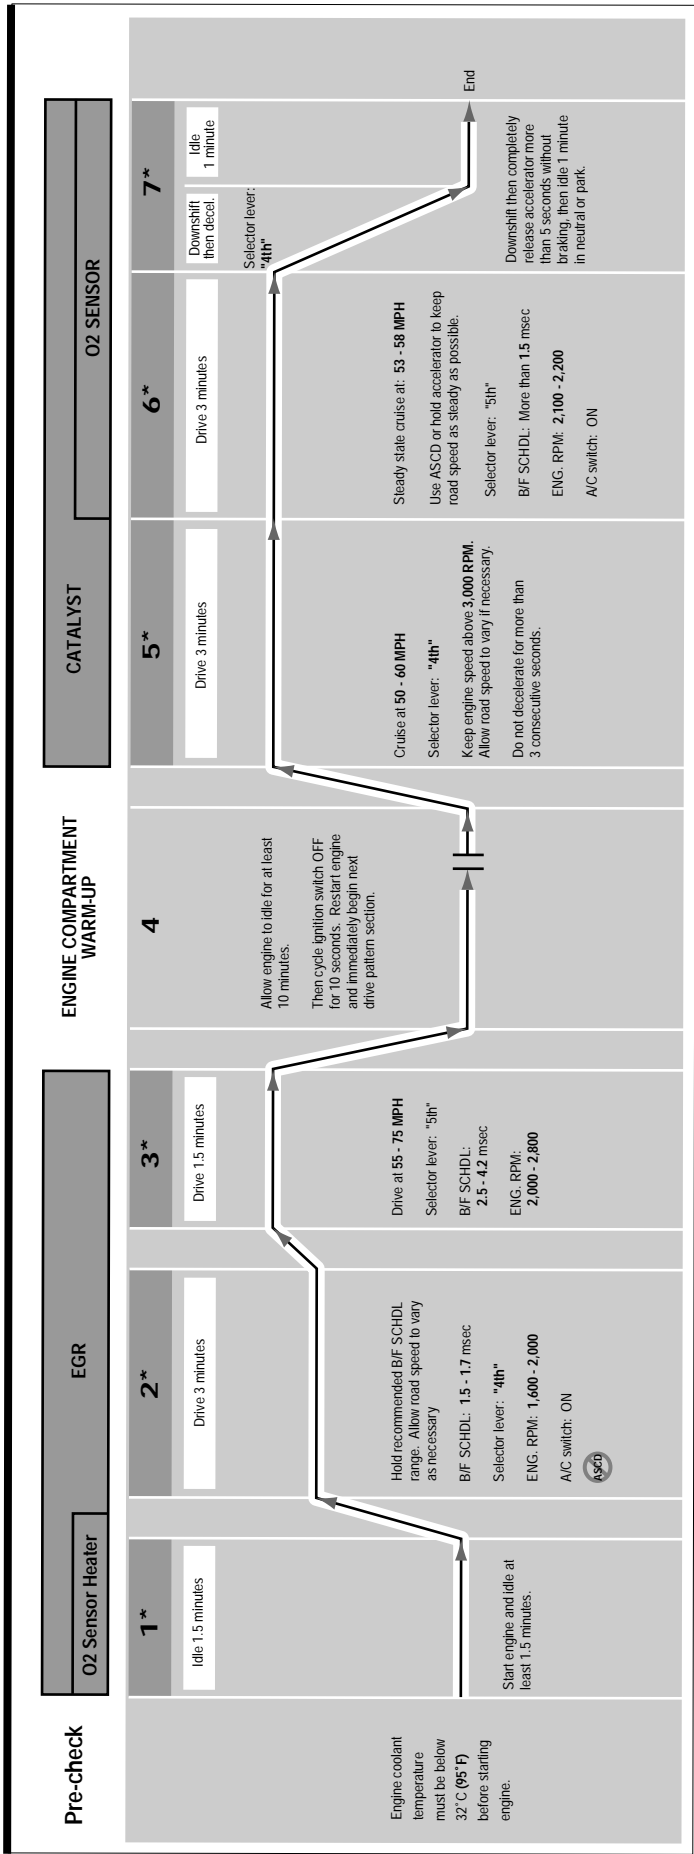 Pre-check
EGR
O2 Sensor Heater
ENGINE COMPARTMENT
WARM-UP
CATALYST
O2 SENSOR
Engine coolant
temperature
must be below
32˚C (95˚F)
before starting
engine.
1*
Idle 1.5 minutes
Start engine and idle at
least 1.5 minutes.
2*
Drive 3 minutes
Hold recommended B/F SCHDL
range. Allow road speed to vary
as necessary
B/F SCHDL: 1.5 - 1.7 msec
Selector lever: "4th"
ENG. RPM: 1,600 - 2,000
A/C switch: ON
ASCD
3*
Drive 1.5 minutes
Drive at 55 - 75 MPH
Selector lever: "5th"
B/F SCHDL:
2.5 - 4.2 msec
ENG. RPM:
2,000 - 2,800
4
Allow engine to idle for at least
10 minutes.
Then cycle ignition switch OFF
for 10 seconds. Restart engine
and immediately begin next
drive pattern section.
5*
Drive 3 minutes
Cruise at 50 - 60 MPH
Selector lever: "4th"
Keep engine speed above 3,000 RPM.
Allow road speed to vary if necessary.
Do not decelerate for more than
3 consecutive seconds.
6*
Drive 3 minutes
Steady state cruise at: 53 - 58 MPH
Use ASCD or hold accelerator to keep
road speed as steady as possible.
Selector lever: "5th"
B/F SCHDL: More than 1.5 msec
ENG. RPM: 2,100 - 2,200
A/C switch: ON
7*
Downshift
then decel.
Idle
1 minute
Selector lever:
"4th"
End
Downshift then completely
release accelerator more
than 5 seconds without
braking, then idle 1 minute
in neutral or park.